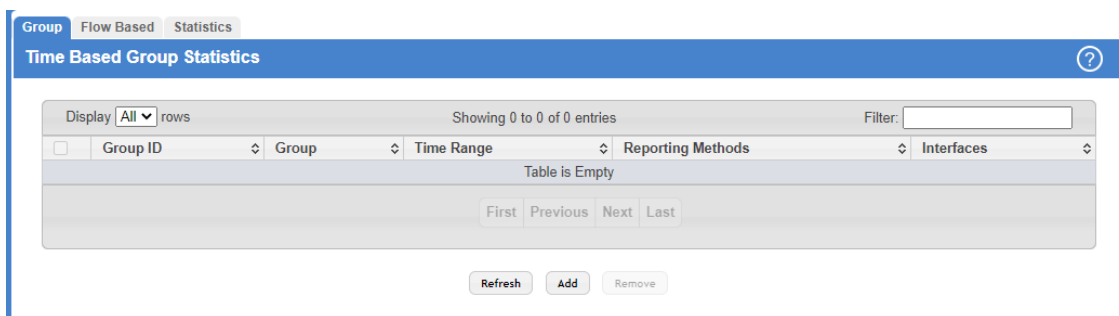 Group Flow Based Statistics
Time Based Group Statistics ?
Display All rows Showing 0 to 0 of 0 entries Filter:
Group ID Group Time Range Reporting Methods Interfaces
Table is Empty
First Previous Next Last
Refresh Add Remove